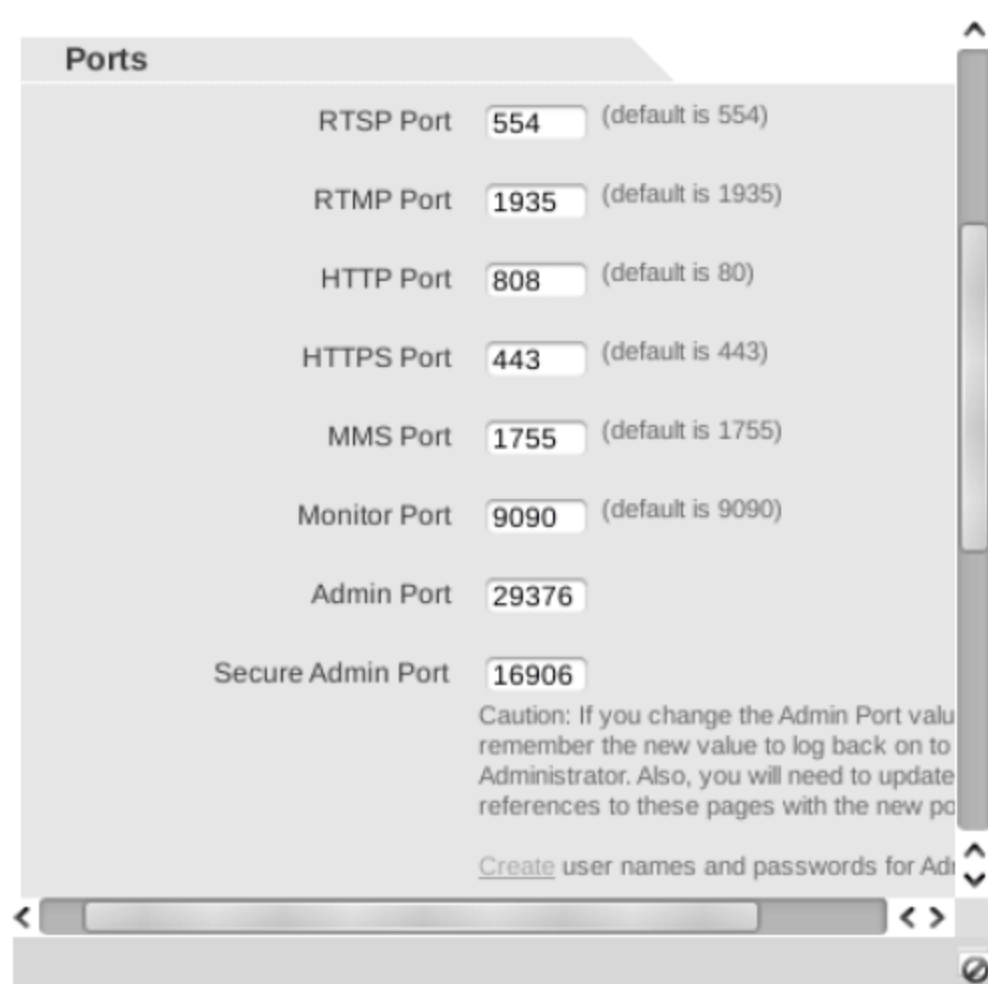 Ports
RTSP Port 554 (default is 554)
RTMP Port 1935 (default is 1935)
HTTP Port 808 (default is 80)
HTTPS Port 443 (default is 443)
MMS Port 1755 (default is 1755)
Monitor Port 9090 (default is 9090)
Admin Port 29376
Secure Admin Port 16906
Caution: If you change the Admin Port valu
remember the new value to log back on to
Administrator. Also, you will need to update
references to these pages with the new po
Create user names and passwords for Adm